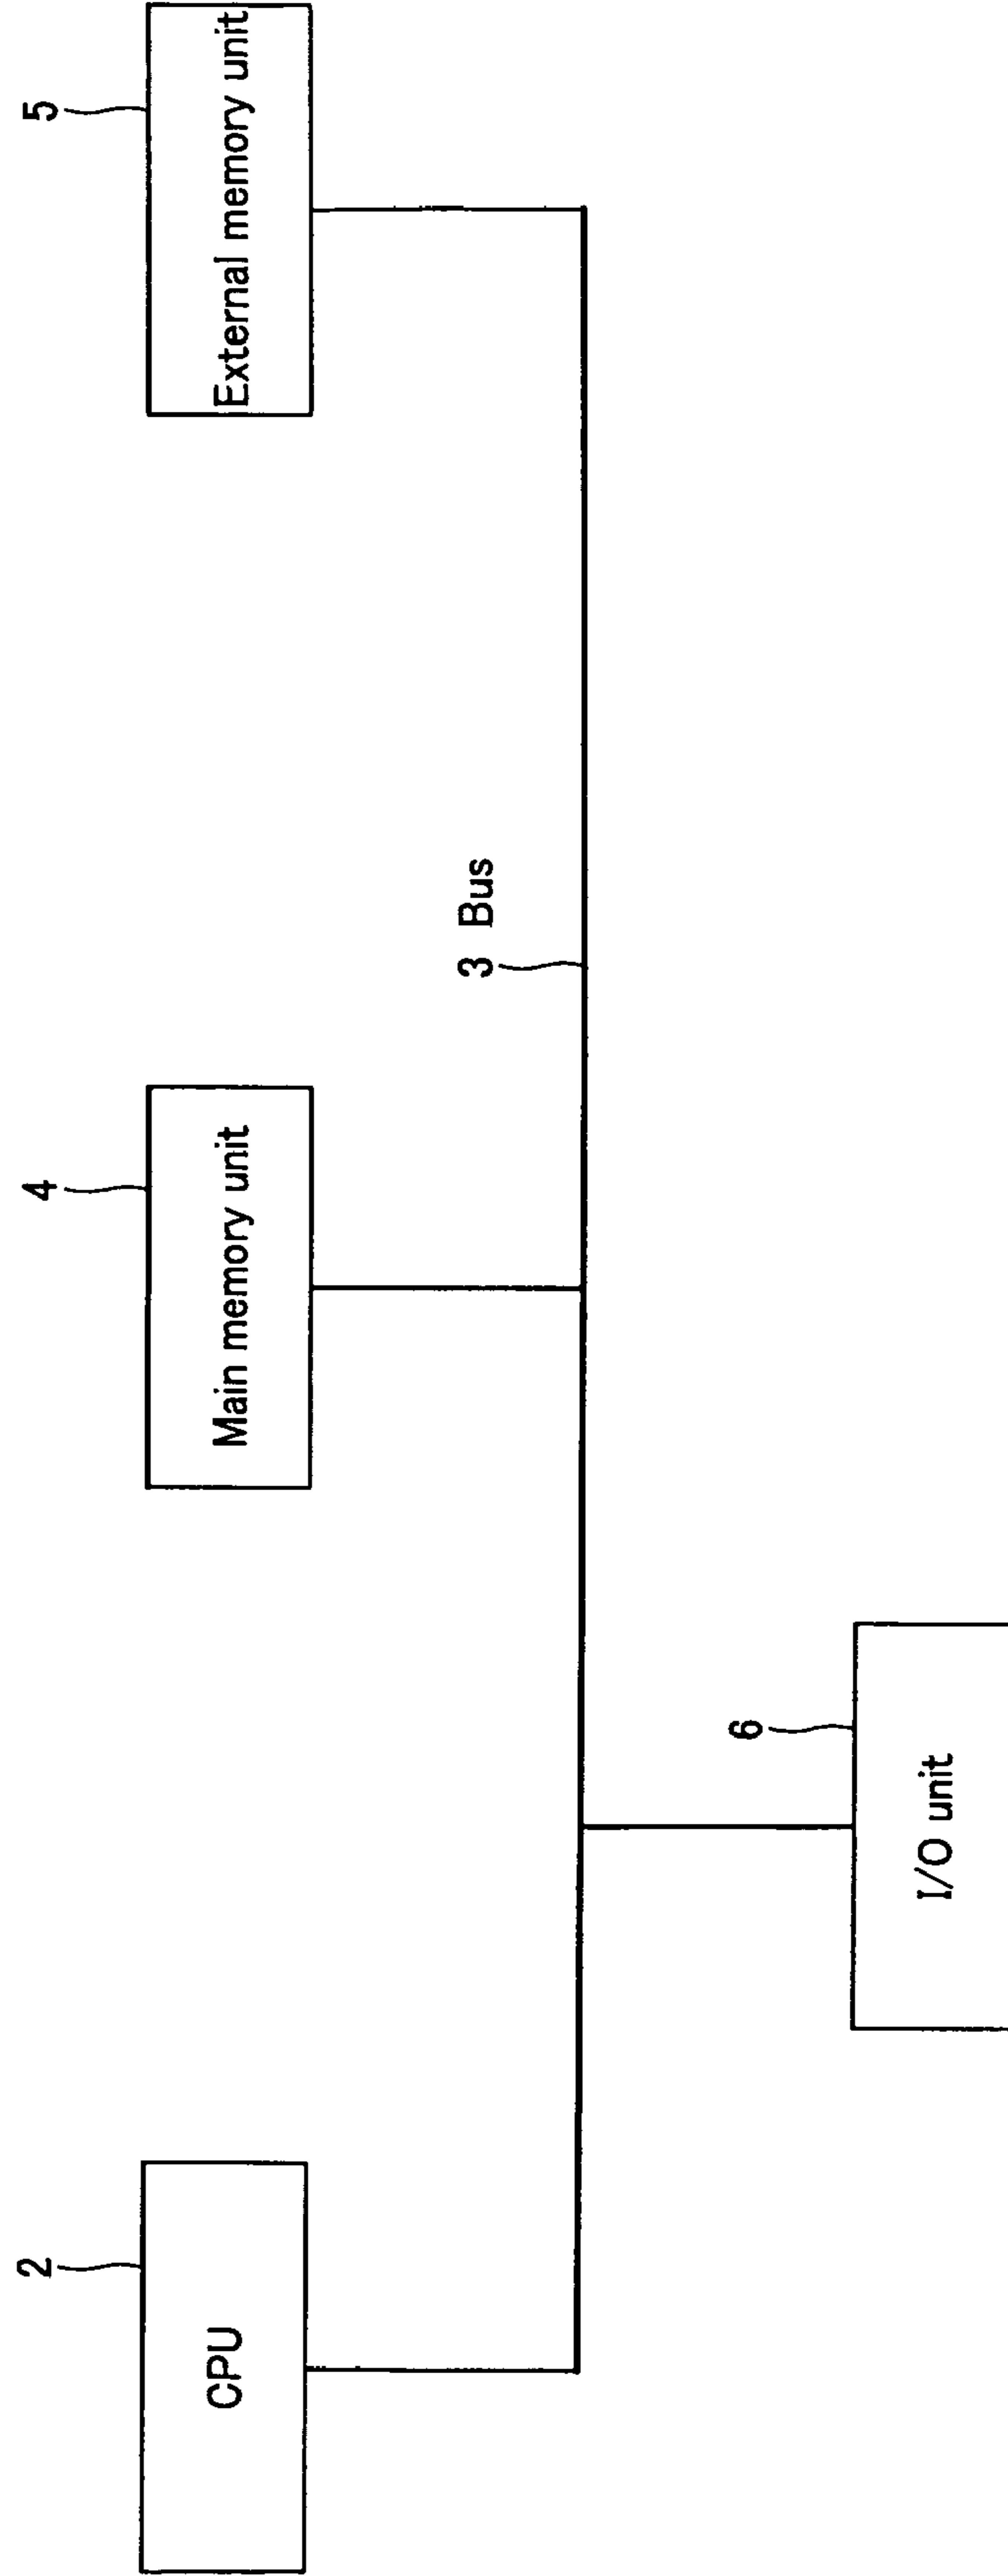 2
CPU
4
Main memory unit
5
External memory unit
3 Bus
6
I/O unit